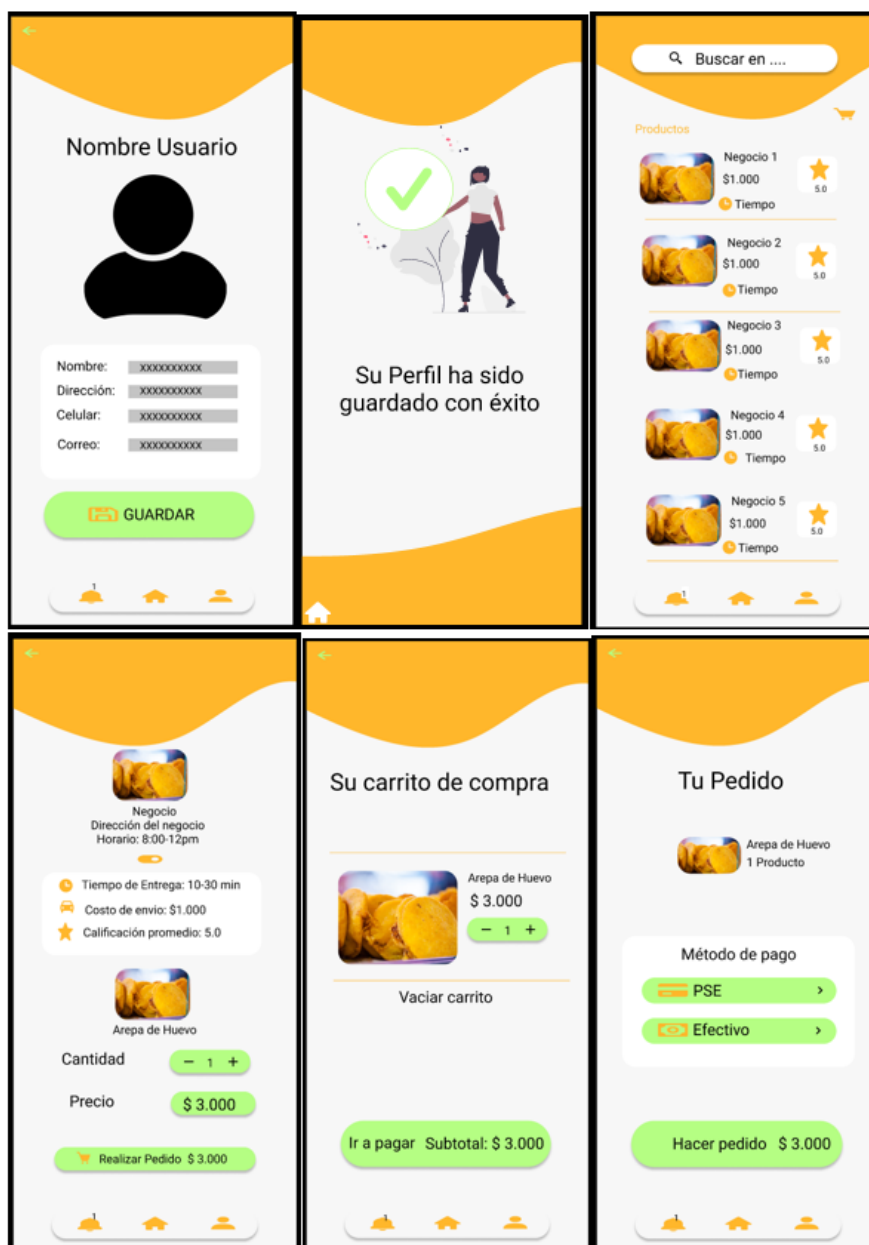 Nombre Usuario
Nombre: xxxxxxxxxx
Dirección: xxxxxxxxxx
Celular: xxxxxxxxxx
Correo: xxxxxxxxxx
GUARDAR
1
Su Perfil ha sido
guardado con éxito
Buscar en ....
Productos
Negocio 1
$1.000
5.0
Tiempo
Negocio 2
$1.000
5.0
Tiempo
Negocio 3
$1.000
5.0
Tiempo
Negocio 4
$1.000
5.0
Tiempo
Negocio 5
$1.000
5.0
Tiempo
1
Negocio
Dirección del negocio
Horario: 8:00-12pm
Tiempo de Entrega: 10-30 min
Costo de envio: $1.000
Calificación promedio: 5.0
Arepa de Huevo
Cantidad − 1 +
Precio $ 3.000
Realizar Pedido $ 3.000
1
Su carrito de compra
Arepa de Huevo
$ 3.000
− 1 +
Vaciar carrito
Ir a pagar Subtotal: $ 3.000
1
Tu Pedido
Arepa de Huevo
1 Producto
Método de pago
PSE >
Efectivo >
Hacer pedido $ 3.000
1